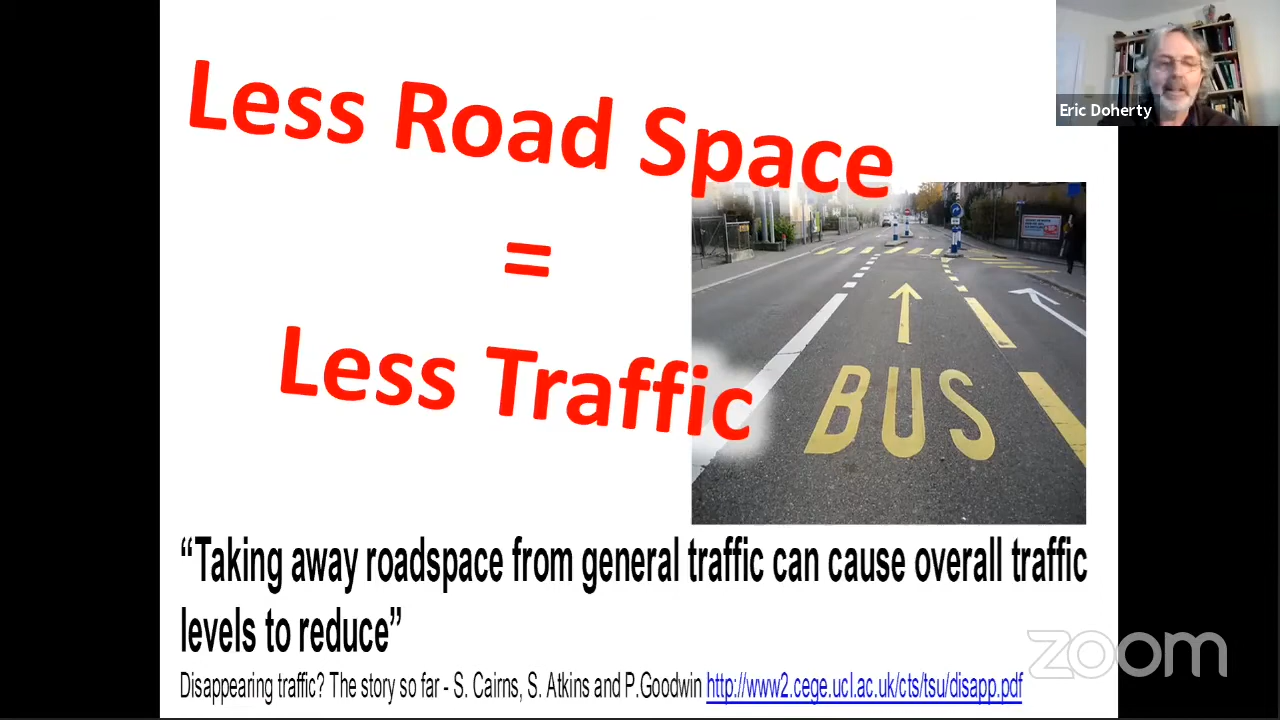 Less Road Space
=
Less Traffic
Eric Doherty
BUS
“Taking away roadspace from general traffic can cause overall traffic
levels to reduce”
Disappearing traffic? The story so far - S. Cairns, S. Atkins and P.Goodwin http://www2.cege.ucl.ac.uk/cts/tsu/disapp.pdf
zoom